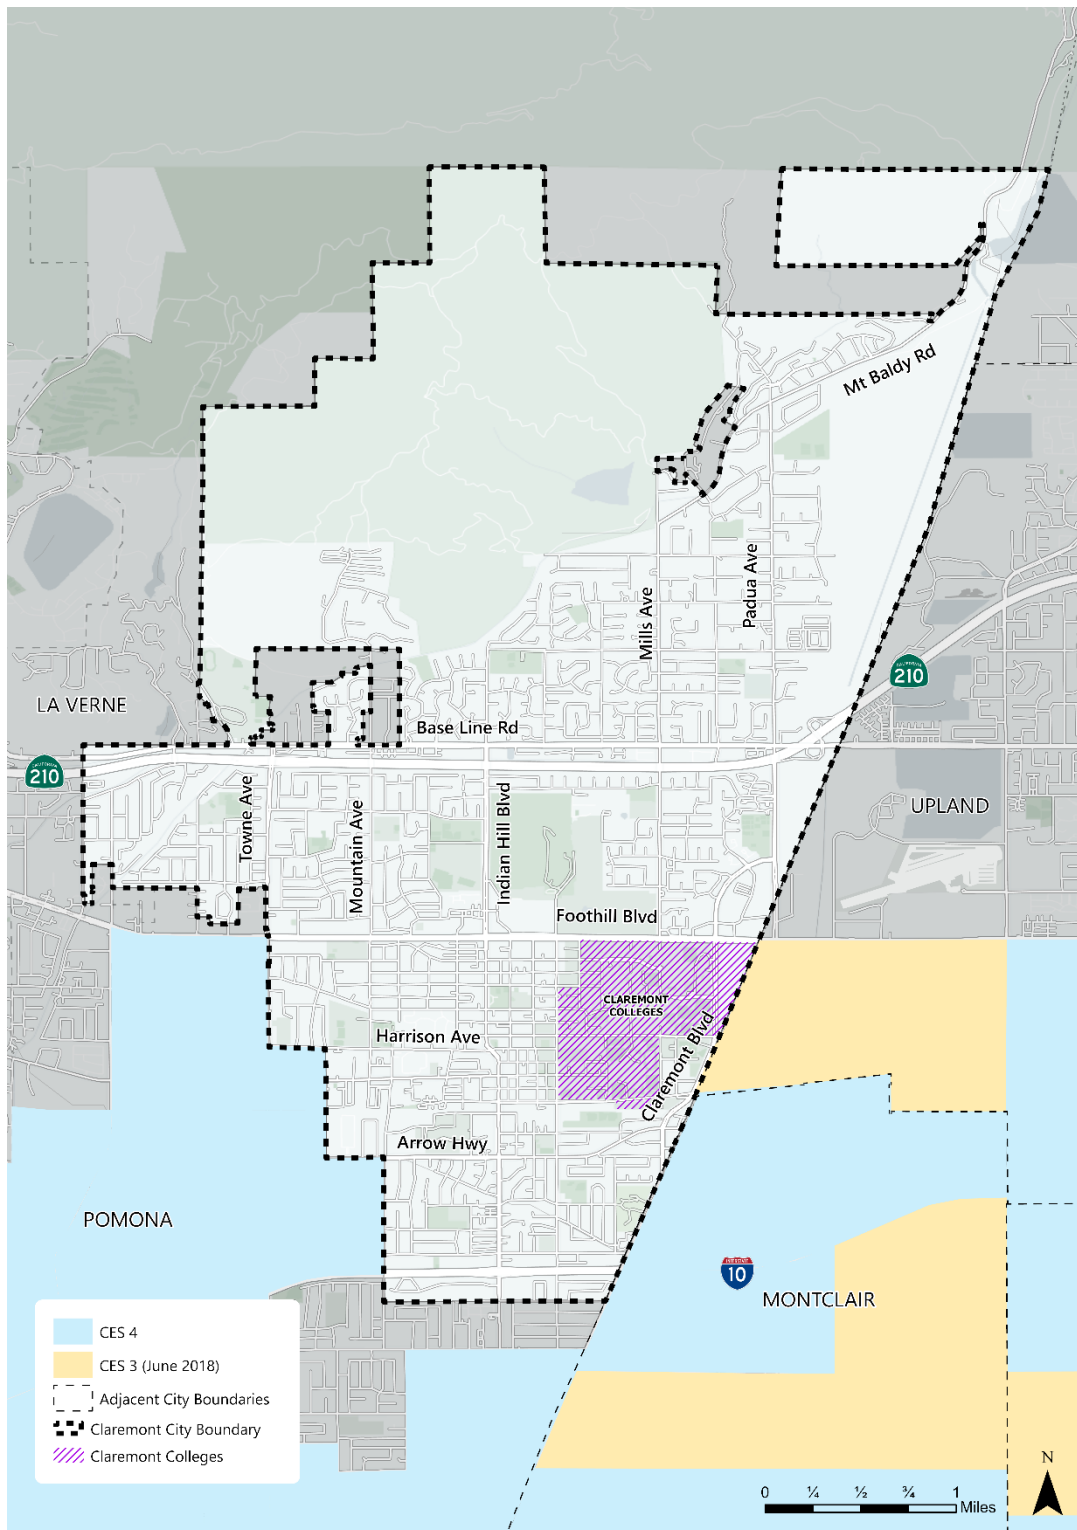 Mt Baldy Rd
Padua Ave
Mills Ave
CALIFORNIA
210
LA VERNE
Base Line Rd
CALIFORNIA
210
Towne Ave
Mountain Ave
Indian Hill Blvd
UPLAND
Foothill Blvd
CLAREMONT
COLLEGES
Harrison Ave
Claremont Blvd
Arrow Hwy
POMONA
10
MONTCLAIR
CES 4
CES 3 (June 2018)
Adjacent City Boundaries
Claremont City Boundary
Claremont Colleges
N
0 ¼ ½ ¾ 1
Miles